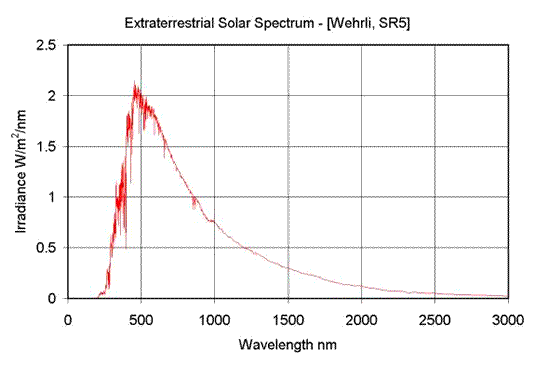 Extraterrestrial Solar Spectrum - [Wehrli, SR5]
2.5
2
1.5
1
0.5
0
Irradiance W/m²/nm
0 500 1000 1500 2000 2500 3000
Wavelength nm